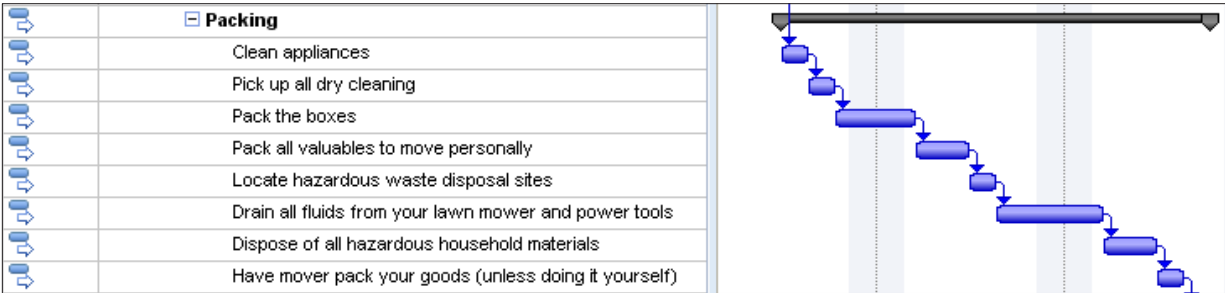 Packing
Clean appliances
Pick up all dry cleaning
Pack the boxes
Pack all valuables to move personally
Locate hazardous waste disposal sites
Drain all fluids from your lawn mower and power tools
Dispose of all hazardous household materials
Have mover pack your goods (unless doing it yourself)